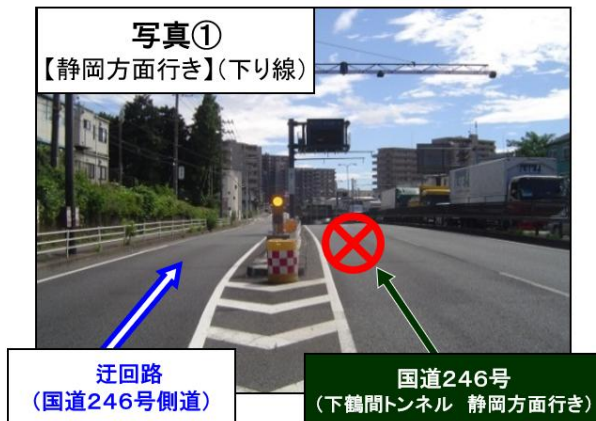 写真①
【静岡方面行き】(下り線)
迂回路
(国道246号側道)
国道246号
(下鶴間トンネル 静岡方面行き)